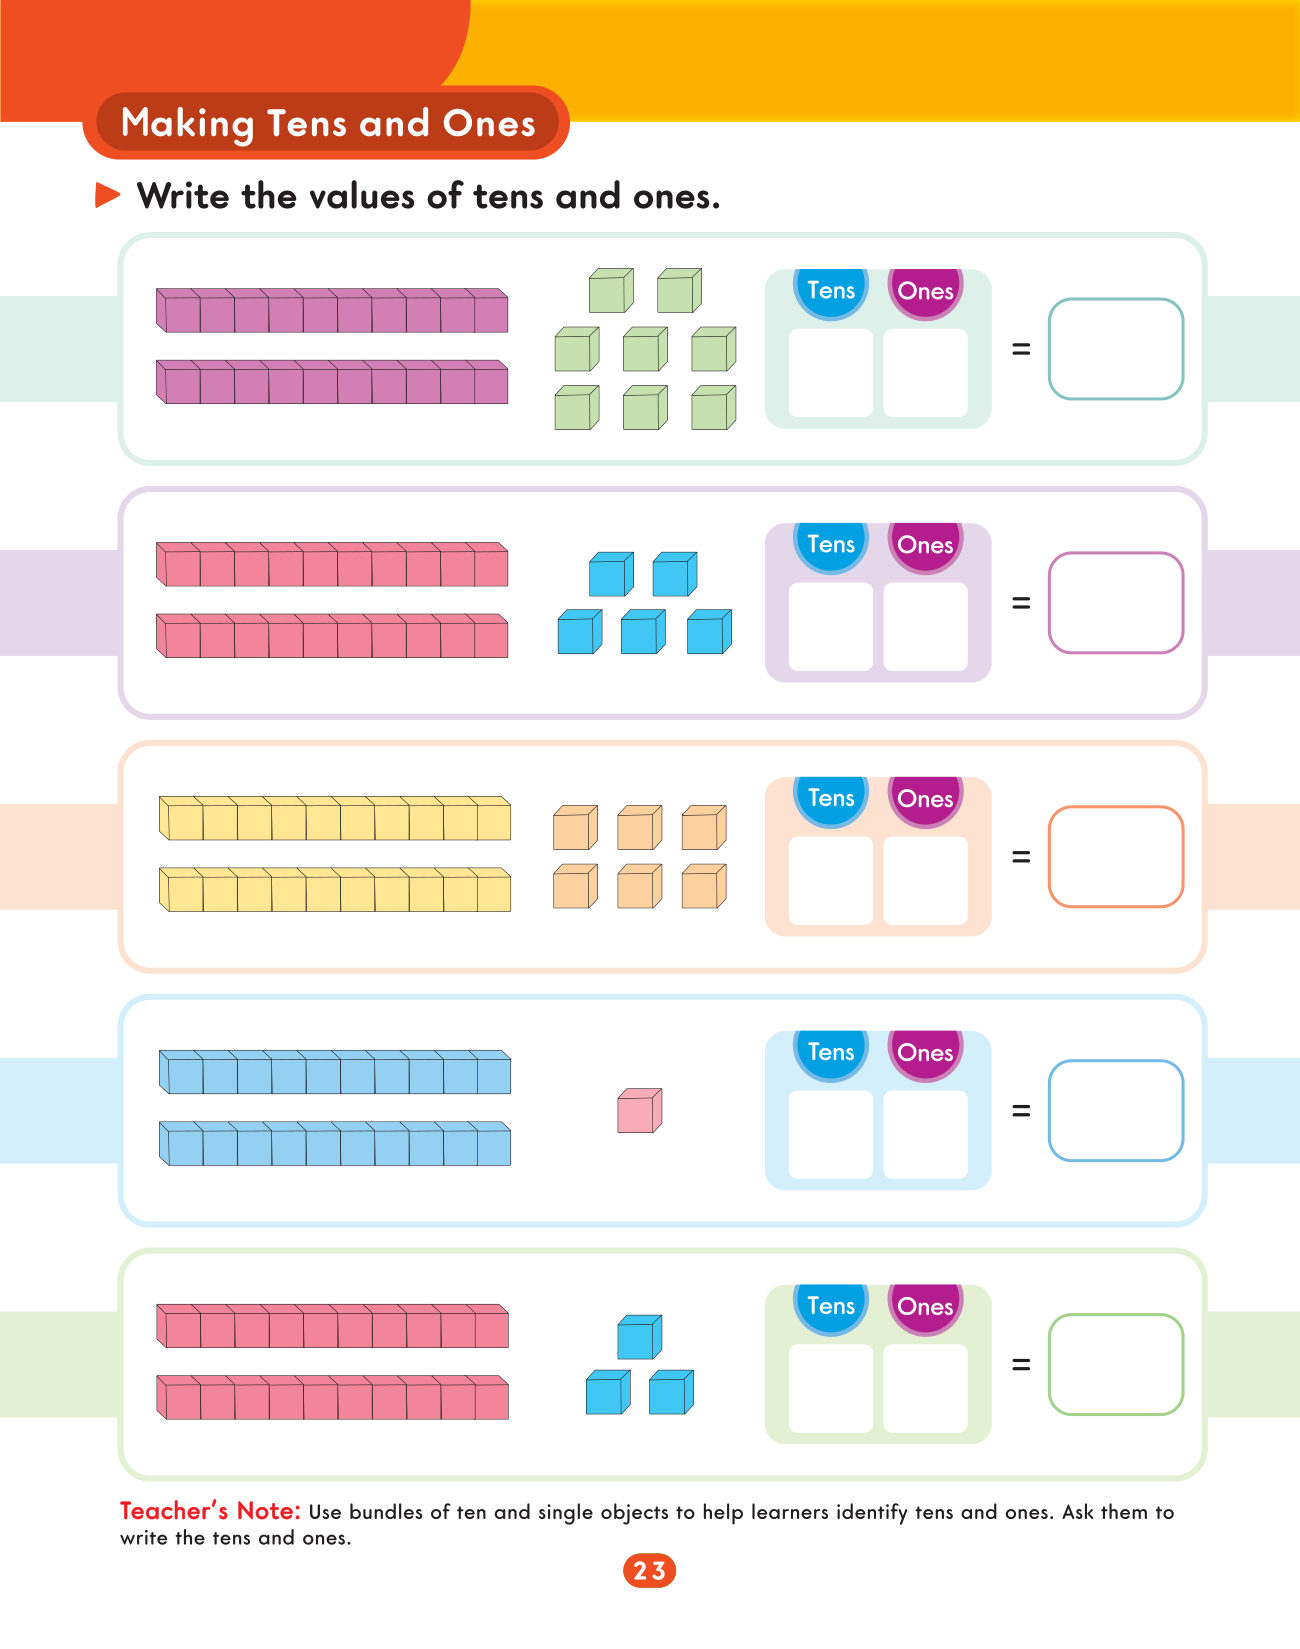 Making Tens and Ones
Write the values of tens and ones.
Tens Ones
=
Tens Ones
=
Tens Ones
=
Tens Ones
=
Tens Ones
=
Teacher's Note: Use bundles of ten and single objects to help learners identify tens and ones. Ask them to
write the tens and ones.
23